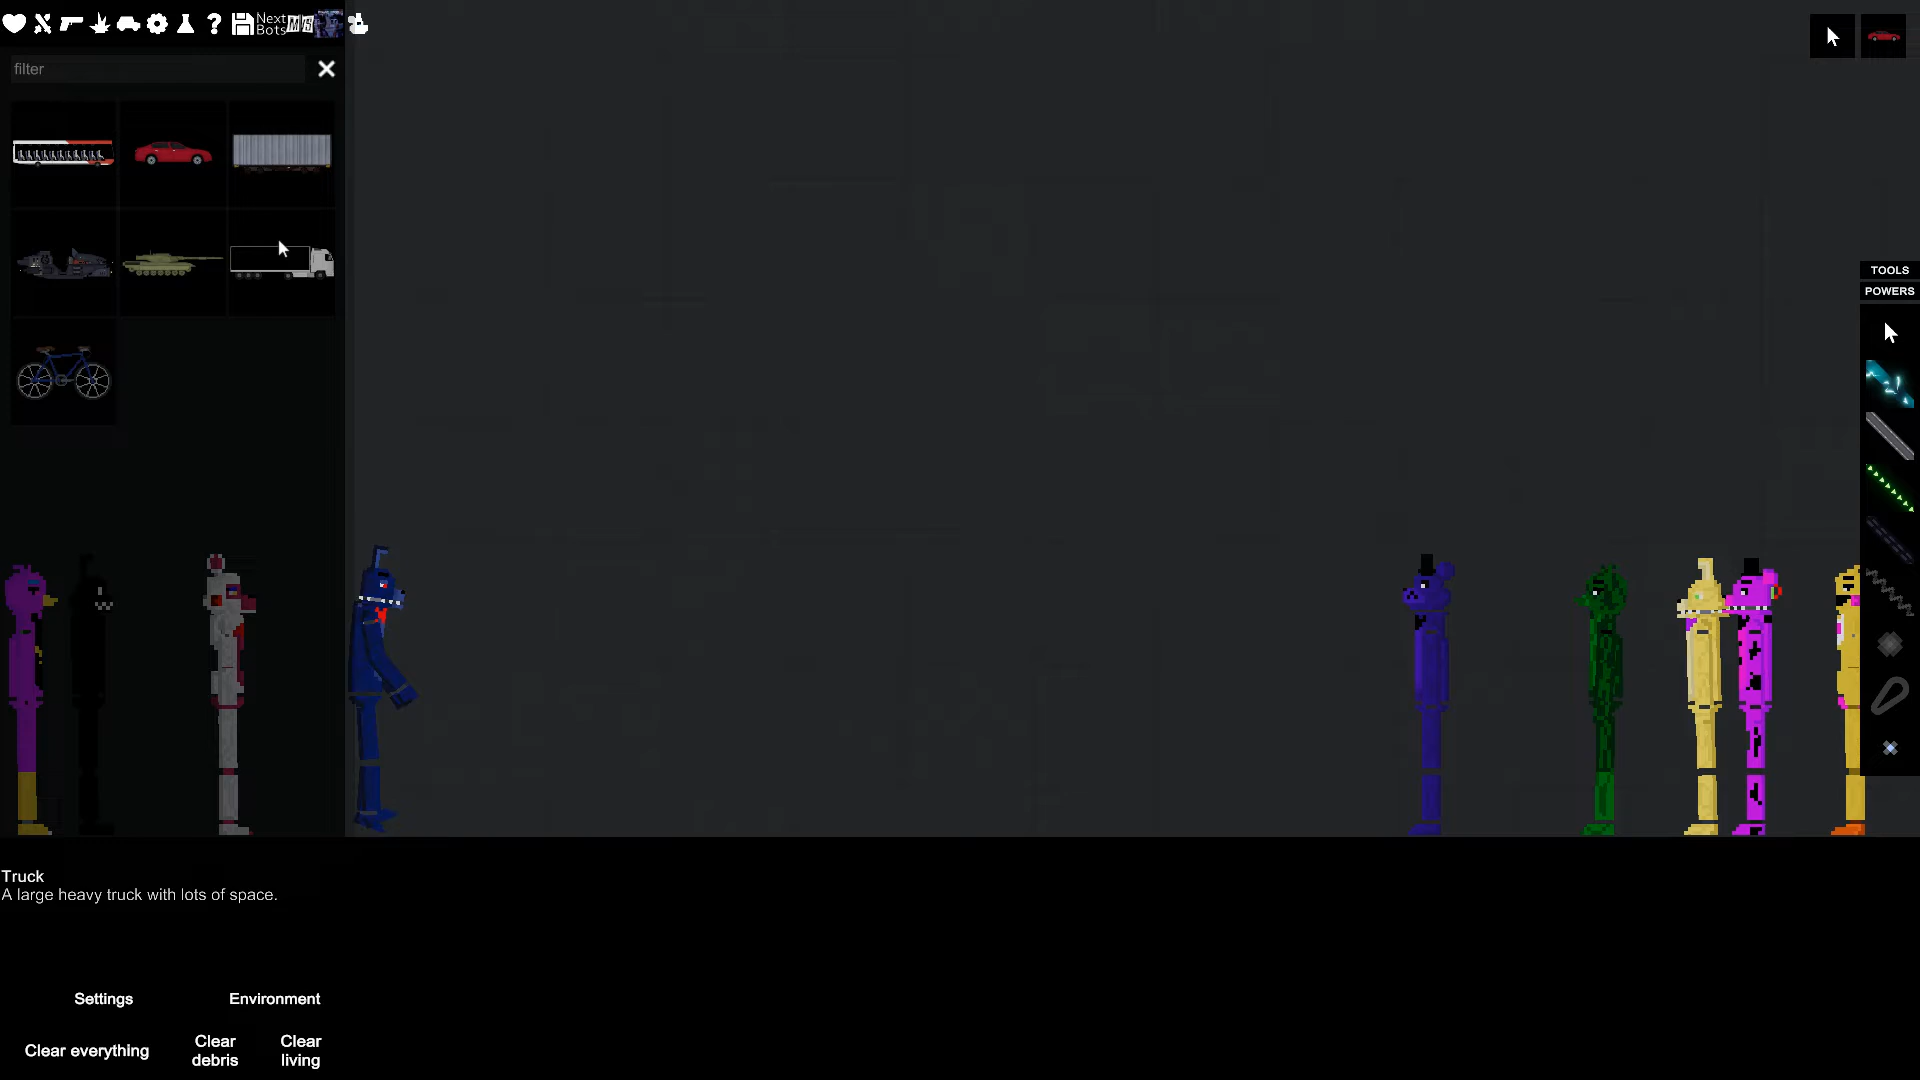 Next
Bots
filter
TOOLS
POWERS
Truck
A large heavy truck with lots of space.
Settings
Environment
Clear everything
Clear
debris
Clear
living